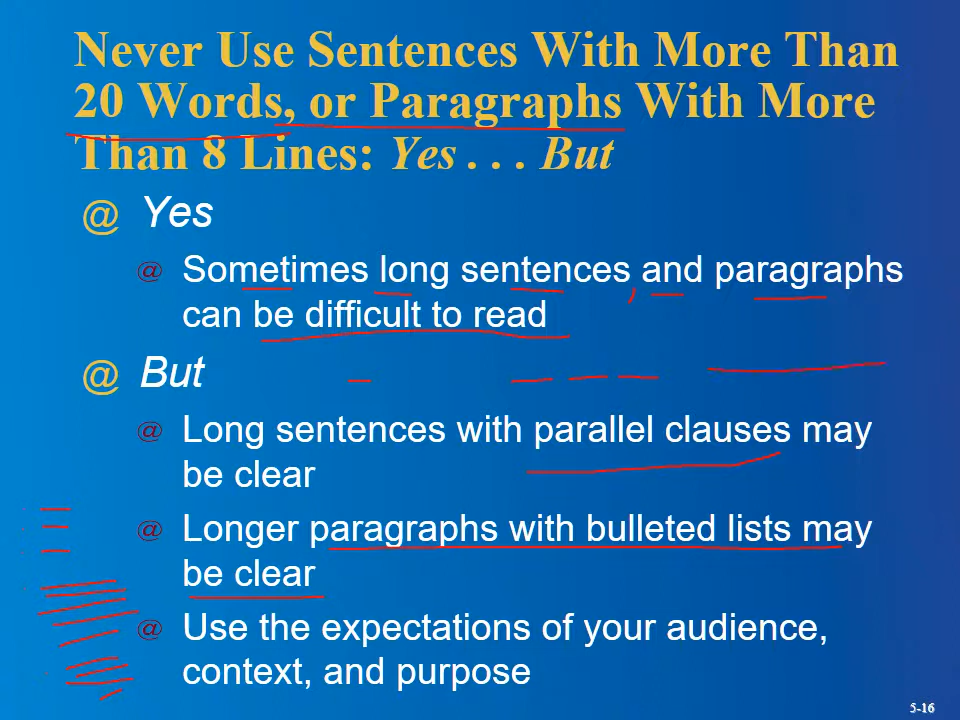 Never Use Sentences With More Than
20 Words, or Paragraphs With More
Than 8 Lines: Yes . . . But
@ Yes
@ Sometimes long sentences and paragraphs
can be difficult to read
@ But
@ Long sentences with parallel clauses may
be clear
@ Longer paragraphs with bulleted lists may
be clear
@ Use the expectations of your audience,
context, and purpose
5-16